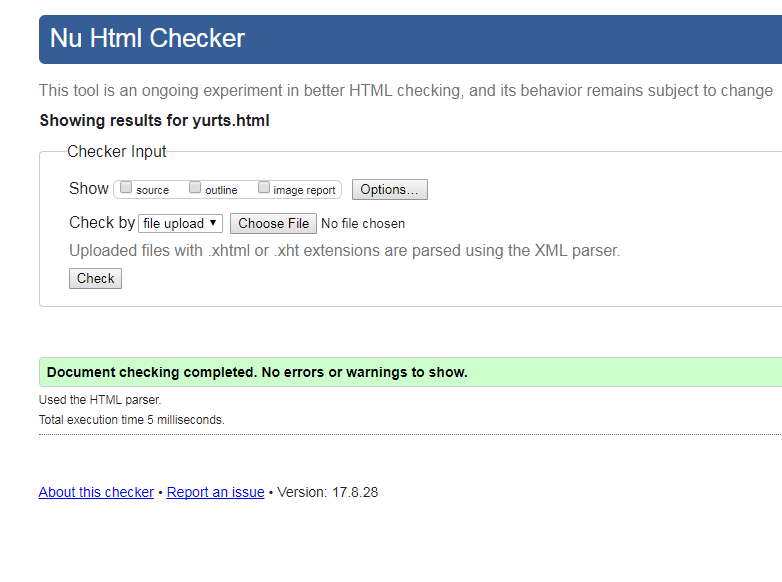 Nu Html Checker
This tool is an ongoing experiment in better HTML checking, and its behavior remains subject to change
Showing results for yurts.html
Checker Input
Show source outline image report Options...
Check by file upload Choose File No file chosen
Uploaded files with .xhtml or .xht extensions are parsed using the XML parser.
Check
Document checking completed. No errors or warnings to show.
Used the HTML parser.
Total execution time 5 milliseconds.
About this checker • Report an issue • Version: 17.8.28